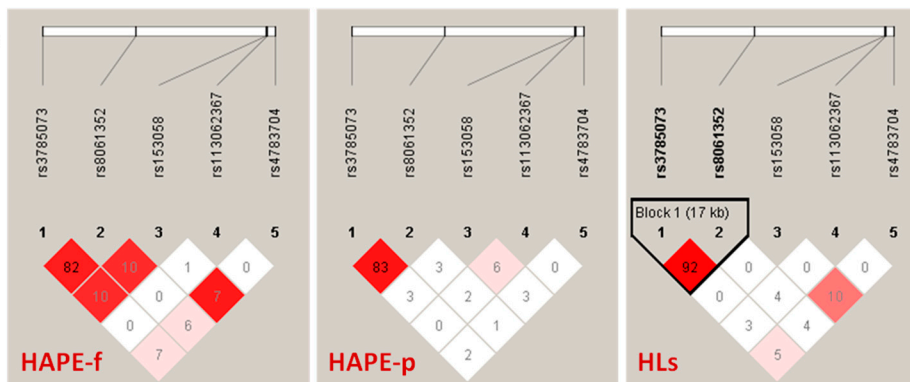 rs3785073
rs8061352
rs153058
rs113062367
rs4783704
1 2 3 4 5
82 10 1 0
10 0 7
0 6
7
HAPE-f
rs3785073
rs8061352
rs153058
rs113062367
rs4783704
1 2 3 4 5
83 3 6 0
3 2 3
0 1
2
HAPE-p
rs3785073
rs8061352
rs153058
rs113062367
rs4783704
Block 1 (17 kb)
1 2 3 4 5
92 0 0 0
0 4 10
3 4
5
HLs